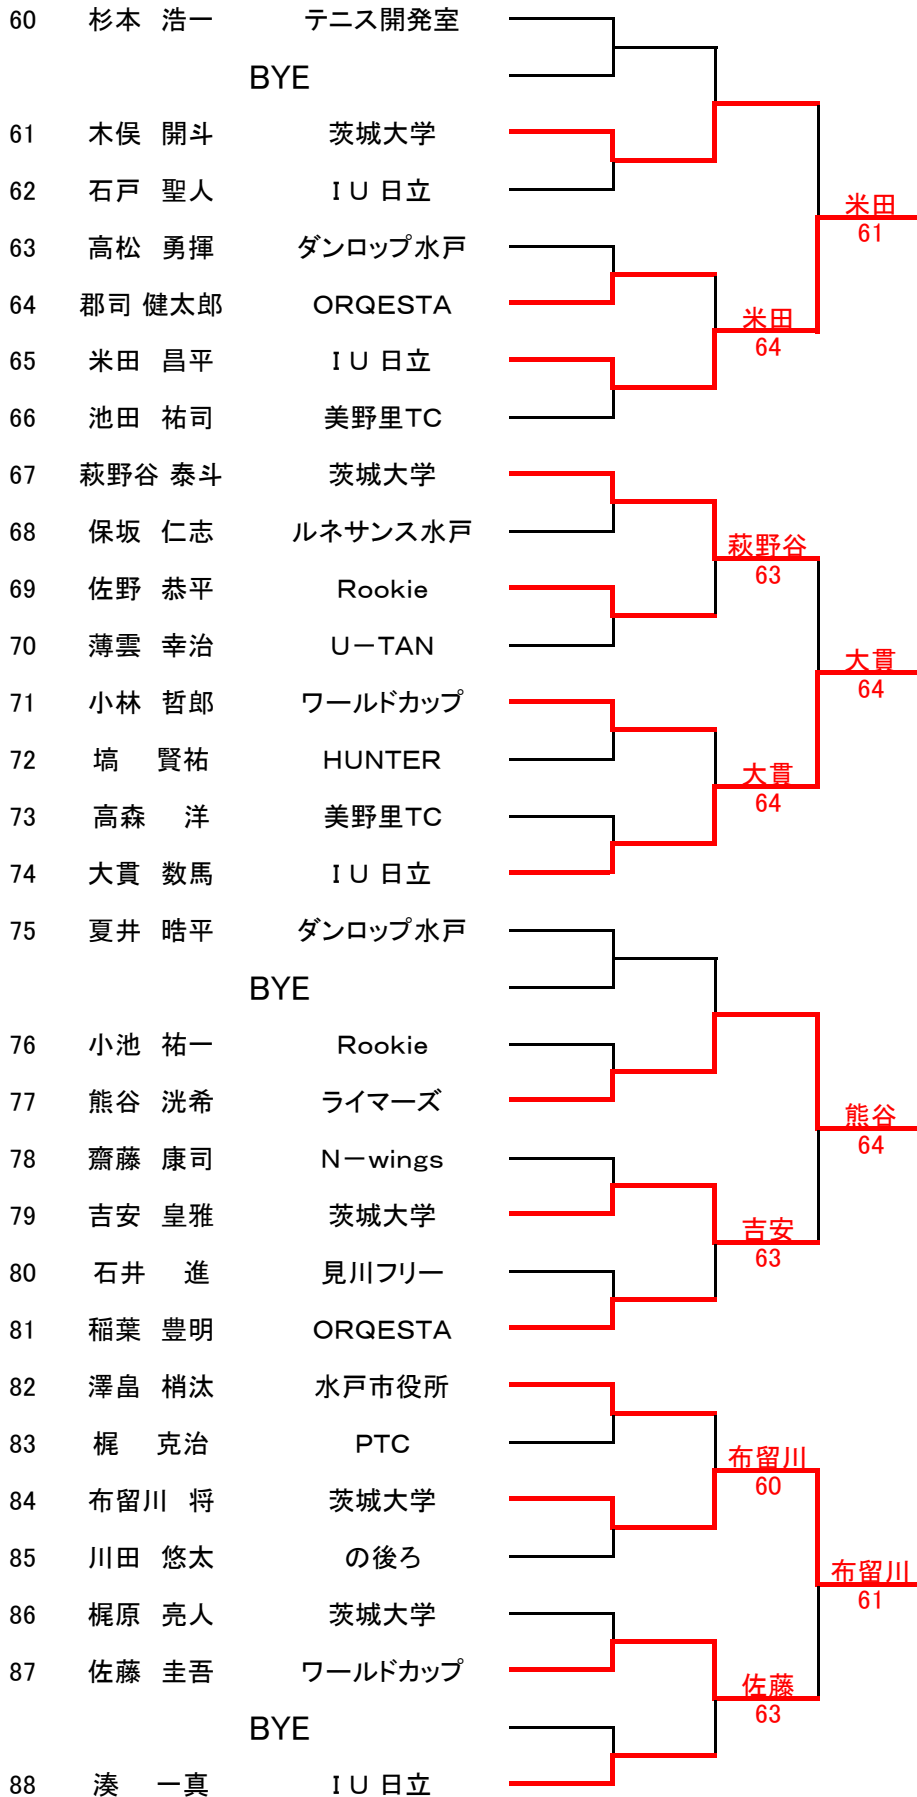 60 杉本 浩一 テニス開発室
BYE
61 木俣 開斗 茨城大学
62 石戸 聖人 ＩＵ日立
米田
61
63 高松 勇揮 ダンロップ水戸
64 郡司 健太郎 ORQESTA
米田
64
65 米田 昌平 ＩＵ日立
66 池田 祐司 美野里TC
67 萩野谷 泰斗 茨城大学
68 保坂 仁志 ルネサンス水戸
萩野谷
63
69 佐野 恭平 Rookie
70 薄雲 幸治 U－TAN
大貫
64
71 小林 哲郎 ワールドカップ
72 塙 賢祐 HUNTER
大貫
64
73 高森 洋 美野里TC
74 大貫 数馬 ＩＵ日立
75 夏井 晧平 ダンロップ水戸
BYE
76 小池 祐一 Rookie
77 熊谷 洸希 ライマーズ
熊谷
64
78 齋藤 康司 N－wings
79 吉安 皇雅 茨城大学
吉安
63
80 石井 進 見川フリー
81 稲葉 豊明 ORQESTA
82 澤畠 梢汰 水戸市役所
83 梶 克治 PTC
布留川
60
84 布留川 将 茨城大学
85 川田 悠太 の後ろ
布留川
61
86 梶原 亮人 茨城大学
87 佐藤 圭吾 ワールドカップ
佐藤
63
BYE
88 湊 一真 ＩＵ日立